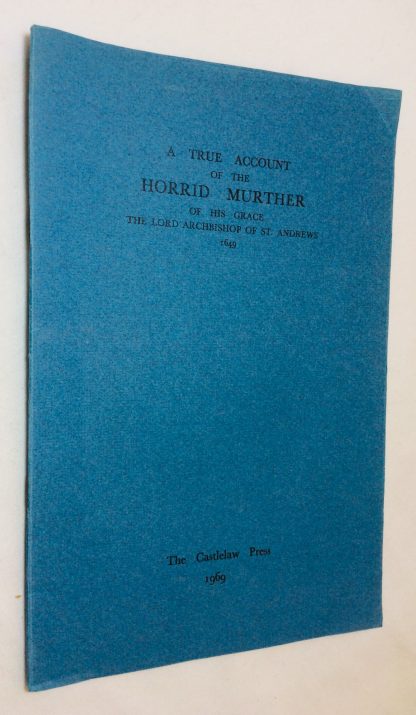 A TRUE ACCOUNT
OF THE
HORRID MURTHER
OF HIS GRACE
THE LORD ARCHBISHOP OF ST. ANDREWS
1649
The Castlelaw Press
1969